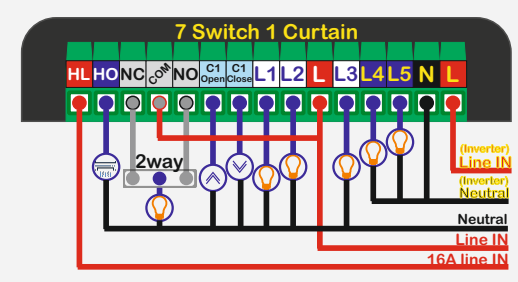 7 Switch 1 Curtain
HL HO NC COM NO C1 Open C1 Close L1 L2 L L3 L4 L5 N L
2way
(Inverter)
Line IN
(Inverter)
Neutral
Neutral
Line IN
16A line IN